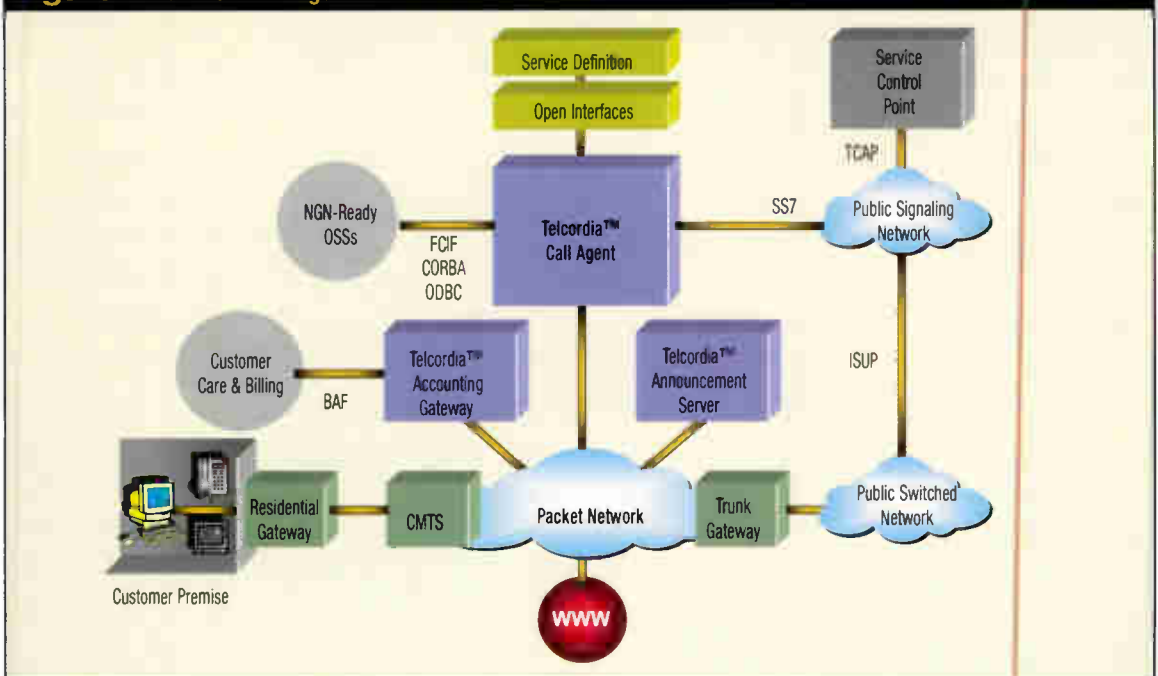 Service Definition
Open Interfaces
Service
Control
Point
TCAP
NGN-Ready
OSSs
FCIF
CORBA
ODBC
Telcordia™
Call Agent
SS7
Public Signaling
Network
Customer
Care & Billing
BAF
Telcordia™
Accounting
Gateway
Telcordia™
Announcement
Server
ISUP
Residential
Gateway
CMTS
Packet Network
Trunk
Gateway
Public Switched
Network
Customer Premise
WWW